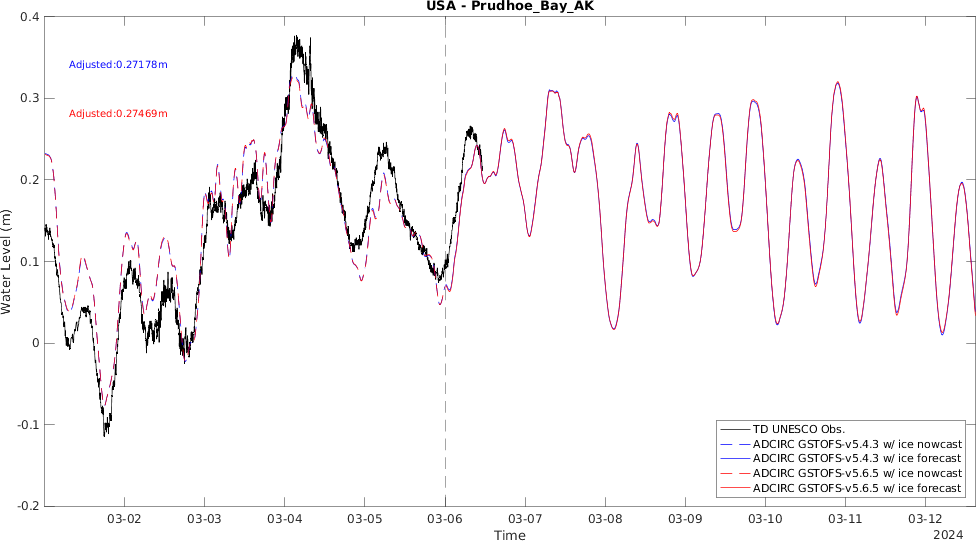 USA - Prudhoe_Bay_AK
0.4
0.3
0.2
0.1
0
-0.1
-0.2
Water Level (m)
Adjusted:0.27178m
Adjusted:0.27469m
TD UNESCO Obs.
ADCIRC GSTOFS-v5.4.3 w/ ice nowcast
ADCIRC GSTOFS-v5.4.3 w/ ice forecast
ADCIRC GSTOFS-v5.6.5 w/ ice nowcast
ADCIRC GSTOFS-v5.6.5 w/ ice forecast
03-02 03-03 03-04 03-05 03-06 03-07 03-08 03-09 03-10 03-11 03-12
Time
2024